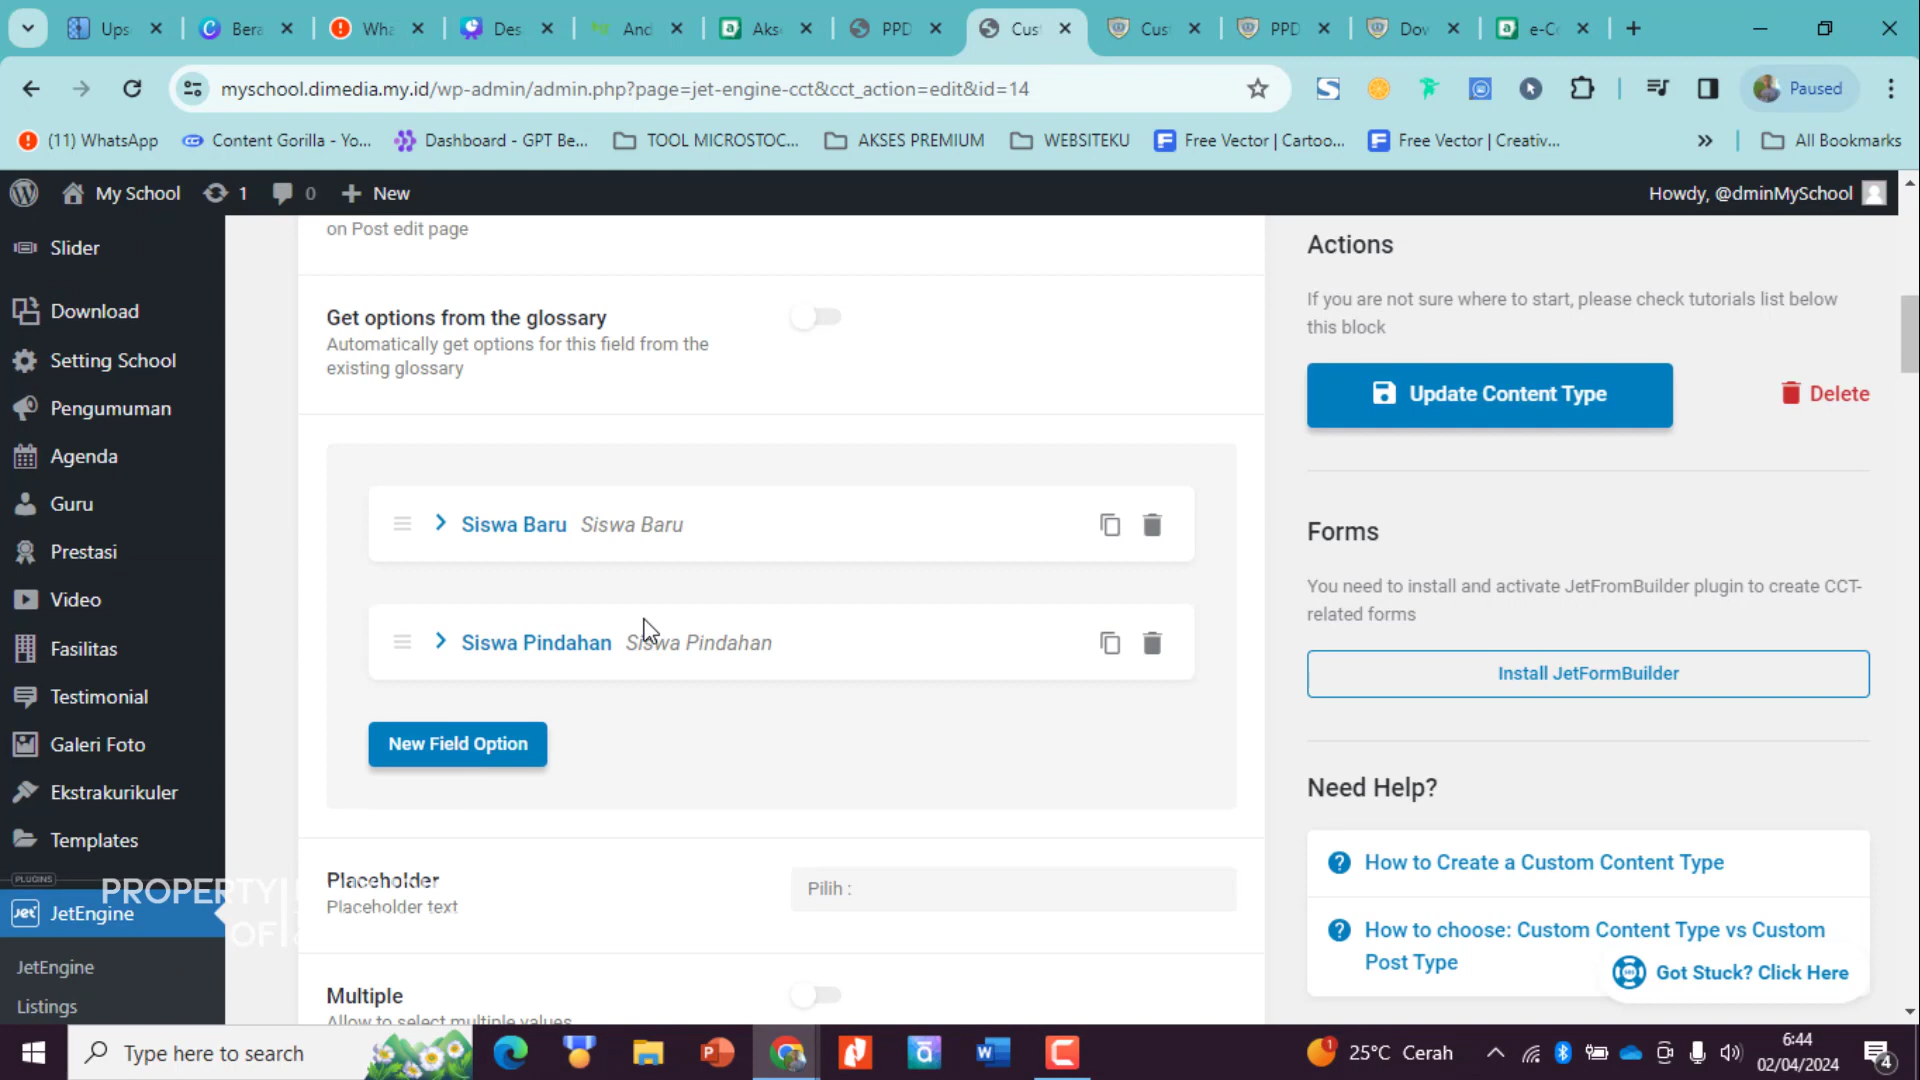 Ups
Bera
Wha
Des
And
Aks
PPD
Cus
Cus
PPD
Dov
e-Co
myschool.dimedia.my.id/wp-admin/admin.php?page=jet-engine-cct&cct_action=edit&id=14
Paused
(11) WhatsApp
Content Gorilla - Yo...
Dashboard - GPT Be...
TOOL MICROSTOC...
AKSES PREMIUM
WEBSITEKU
Free Vector | Cartoo...
Free Vector | Creativ...
All Bookmarks
My School
1
0
New
Howdy, @dminMySchool
Slider
Download
Setting School
Pengumuman
Agenda
Guru
Prestasi
Video
Fasilitas
Testimonial
Galeri Foto
Ekstrakurikuler
Templates
PLUGINS
JetEngine
JetEngine
Listings
PROPERTY
OF
on Post edit page
Get options from the glossary
Automatically get options for this field from the
existing glossary
Siswa Baru Siswa Baru
Siswa Pindahan Siswa Pindahan
New Field Option
Placeholder
Placeholder text
Pilih :
Multiple
Allow to select multiple values
Actions
If you are not sure where to start, please check tutorials list below
this block
Update Content Type
Delete
Forms
You need to install and activate JetFromBuilder plugin to create CCT-
related forms
Install JetFormBuilder
Need Help?
How to Create a Custom Content Type
How to choose: Custom Content Type vs Custom
Post Type
Got Stuck? Click Here
Type here to search
25°C Cerah
6:44
02/04/2024
4